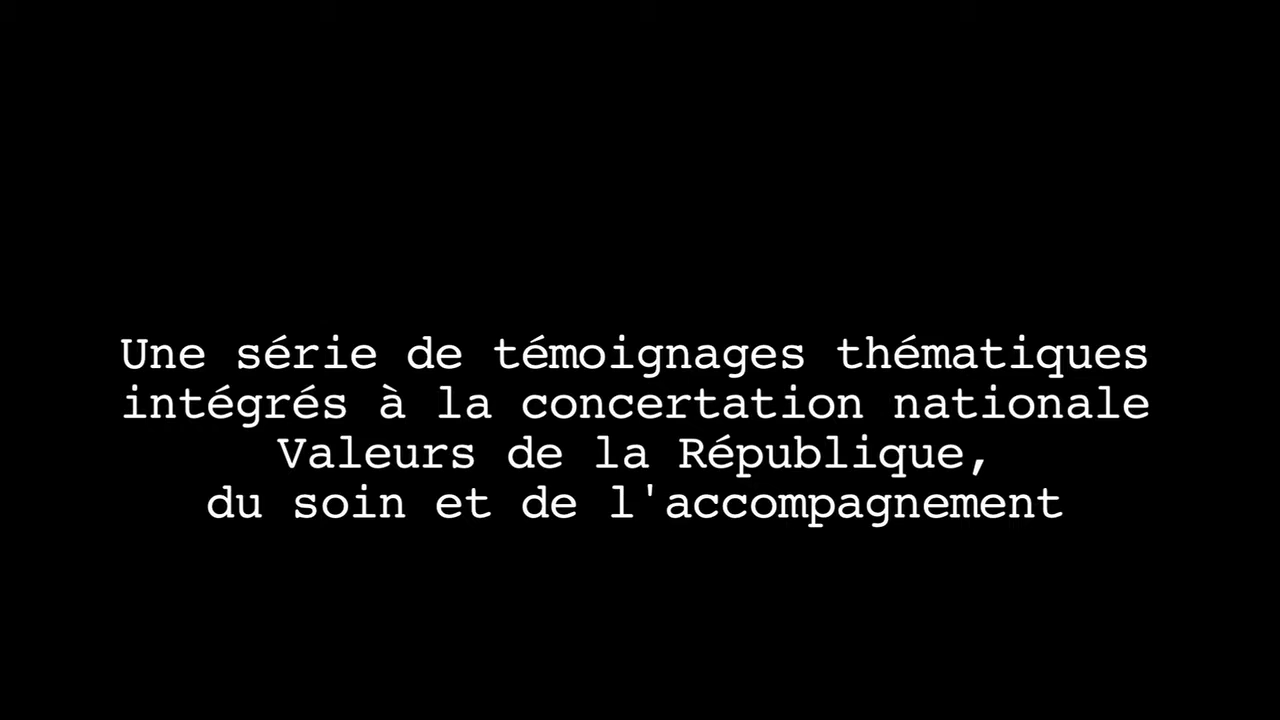 Une série de témoignages thématiques
intégrés à la concertation nationale
Valeurs de la République,
du soin et de l'accompagnement